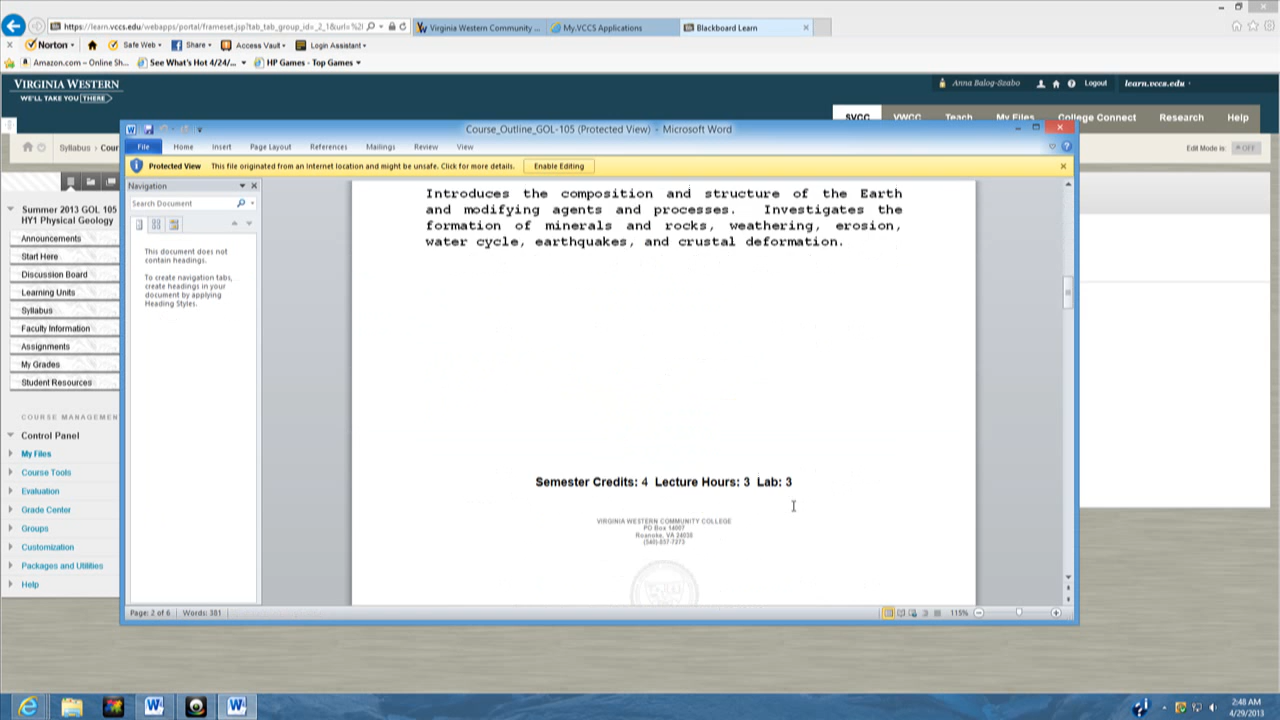 https://learn.vccs.edu/webapps/portal/frameset.jsp?tab_tab_group_id=_2_1&url=%2I
Virginia Western Community ...
My.VCCS Applications
Blackboard Learn
Norton
Safe Web
Share
Access Vault
Login Assistant
Amazon.com – Online Sh...
See What's Hot 4/24/...
HP Games - Top Games
VIRGINIA WESTERN
WE'LL TAKE YOU THERE
Anna Balog-Szabo
Logout
learn.vccs.edu
SVCC
VWCC
Teach
My Files
College Connect
Research
Help
Syllabus
Cour
Edit Mode is:
OFF
Course_Outline_GOL-105 (Protected View) - Microsoft Word
File
Home
Insert
Page Layout
References
Mailings
Review
View
Protected View This file originated from an Internet location and might be unsafe. Click for more details.
Enable Editing
Navigation
Search Document
This document does not
contain headings.
To create navigation tabs,
create headings in your
document by applying
Heading Styles.
Summer 2013 GOL 105
HY1 Physical Geology
Announcements
Start Here
Discussion Board
Learning Units
Syllabus
Faculty Information
Assignments
My Grades
Student Resources
COURSE MANAGEMEN
Control Panel
My Files
Course Tools
Evaluation
Grade Center
Groups
Customization
Packages and Utilities
Help
Introduces the composition and structure of the Earth
and modifying agents and processes. Investigates the
formation of minerals and rocks, weathering, erosion,
water cycle, earthquakes, and crustal deformation.
Semester Credits: 4 Lecture Hours: 3 Lab: 3
VIRGINIA WESTERN COMMUNITY COLLEGE
PO Box 14007
Roanoke, VA 24038
(540)-857-7273
Page: 2 of 6
Words: 381
115%
2:48 AM
4/29/2013